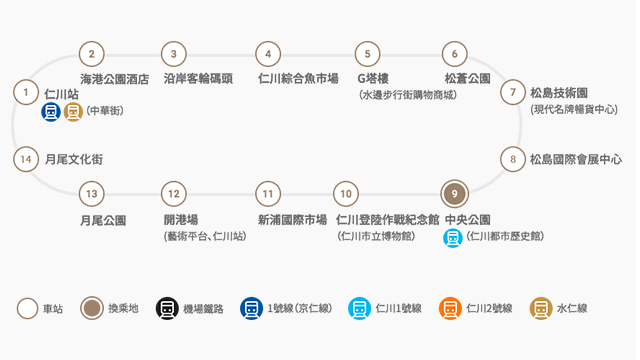 2
3
4
5
6
海港公園酒店
沿岸客輪碼頭
仁川綜合魚市場
G塔樓
(水邊步行街購物商城)
松蒼公園
1
仁川站
(中華街)
7
松島技術園
(現代名牌暢貨中心)
14
月尾文化街
8
松島國際會展中心
13
12
11
10
9
月尾公園
開港場
(藝術平台、仁川站)
新浦國際市場
仁川登陸作戰紀念館
(仁川市立博物館)
中央公園
(仁川都市歷史館)
車站
換乘地
機場鐵路
1號線(京仁線)
仁川1號線
仁川2號線
水仁線